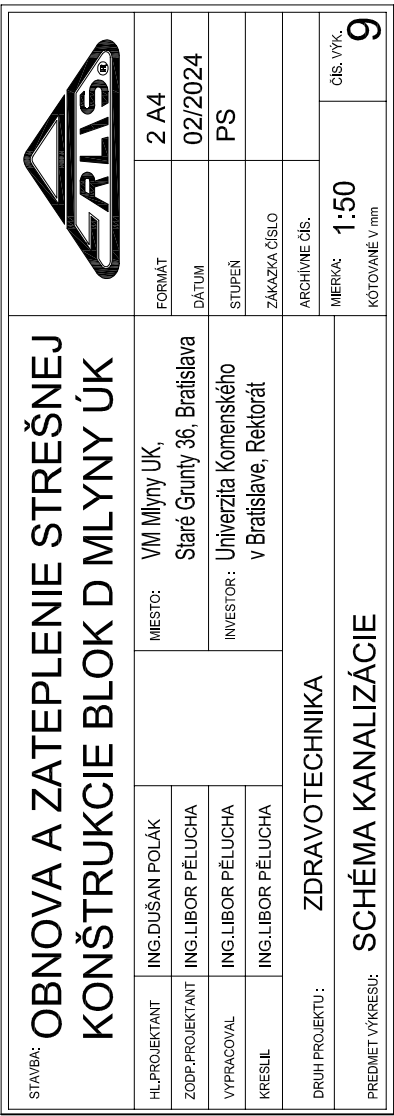 STAVBA: OBNOVA A ZATEPLENIE STREŠNEJ
KONŠTRUKCIE BLOK D MLYNY ÚK
ERLIS®
HL.PROJEKTANT ING.DUŠAN POLÁK
ZODP.PROJEKTANT ING.LIBOR PĚLUCHA
VYPRACOVAL ING.LIBOR PĚLUCHA
KRESLIL ING.LIBOR PĚLUCHA
MIESTO: VM Mlyny UK,
Staré Grunty 36, Bratislava
INVESTOR: Univerzita Komenského
v Bratislave, Rektorát
FORMÁT 2 A4
DÁTUM 02/2024
STUPEŇ PS
ZÁKAZKA ČÍSLO
DRUH PROJEKTU: ZDRAVOTECHNIKA
ARCHÍVNE ČÍS.
PREDMET VÝKRESU: SCHÉMA KANALIZÁCIE
MIERKA: 1:50
KÓTOVANÉ V mm
ČÍS. VÝK.
9